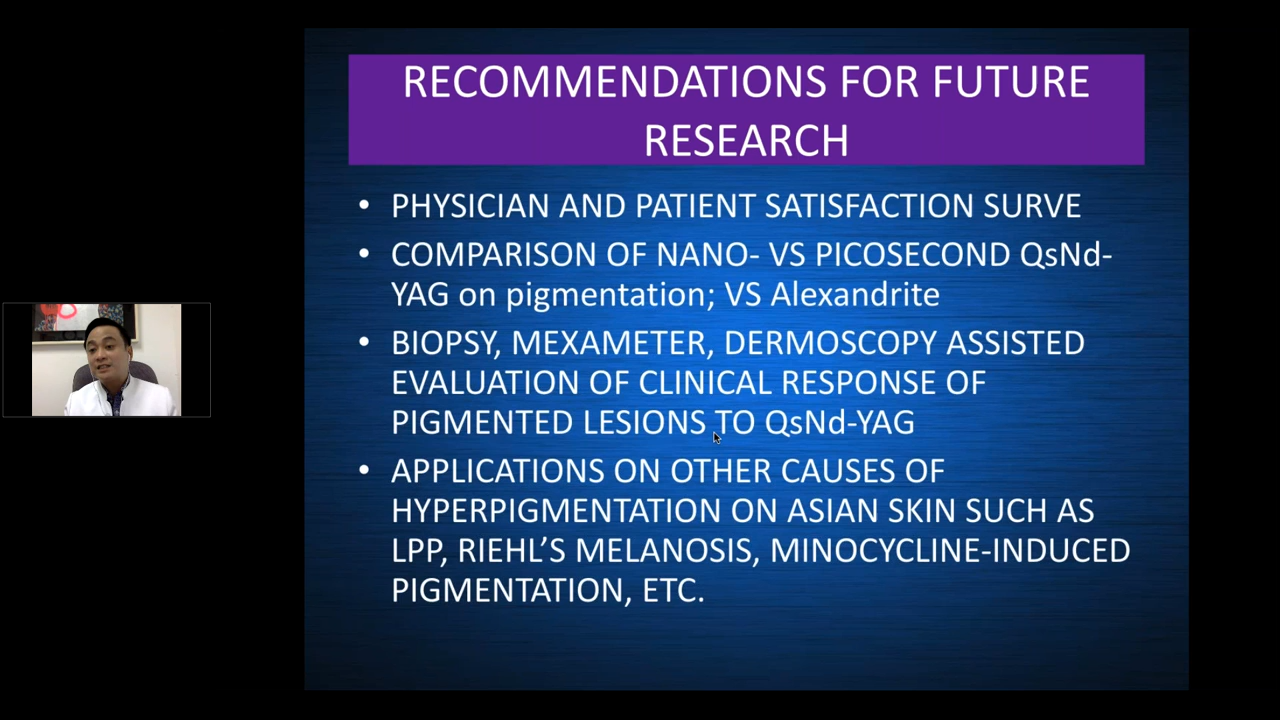 RECOMMENDATIONS FOR FUTURE
RESEARCH
• PHYSICIAN AND PATIENT SATISFACTION SURVE
• COMPARISON OF NANO- VS PICOSECOND QsNd-
YAG on pigmentation; VS Alexandrite
• BIOPSY, MEXAMETER, DERMOSCOPY ASSISTED
EVALUATION OF CLINICAL RESPONSE OF
PIGMENTED LESIONS TO QsNd-YAG
• APPLICATIONS ON OTHER CAUSES OF
HYPERPIGMENTATION ON ASIAN SKIN SUCH AS
LPP, RIEHL’S MELANOSIS, MINOCYCLINE-INDUCED
PIGMENTATION, ETC.